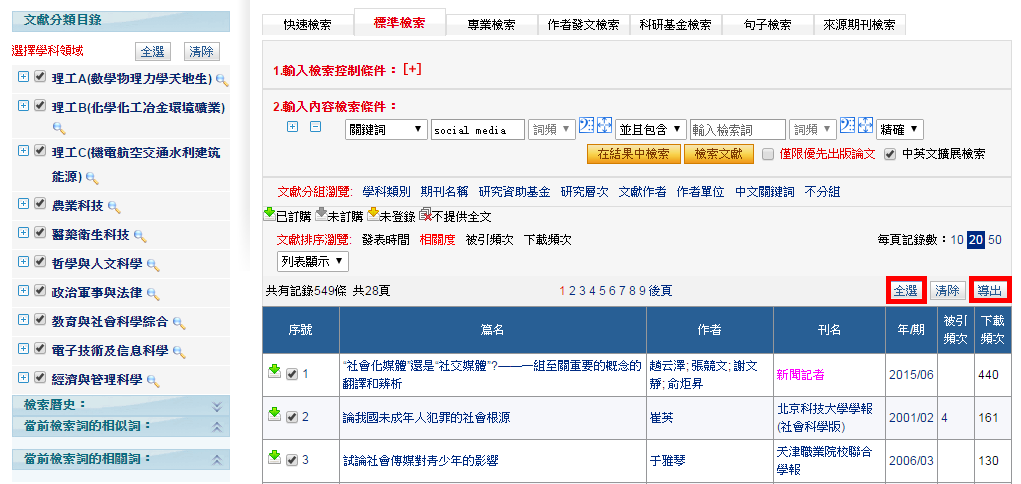 文獻分類目錄
選擇學科領域 全選 清除
理工A(數學物理力學天地生)
理工B(化學化工冶金環境礦業)
理工C(機電航空交通水利建筑
能源)
農業科技
醫藥衛生科技
哲學與人文科學
政治軍事與法律
教育與社會科學綜合
電子技術及信息科學
經濟與管理科學
檢索歷史：
當前檢索詞的相似詞：
當前檢索詞的相關詞：
快速檢索 標準檢索 專業檢索 作者發文檢索 科研基金檢索 句子檢索 來源期刊檢索
1.輸入檢索控制條件：[+]
2.輸入內容檢索條件：
關鍵詞 social media 詞頻 並且包含 輸入檢索詞 詞頻 精確
在結果中檢索 檢索文獻 僅限優先出版論文 中英文擴展檢索
文獻分組瀏覽: 學科類別 期刊名稱 研究資助基金 研究層次 文獻作者 作者單位 中文關鍵詞 不分組
已訂購 未訂購 未登錄 不提供全文
文獻排序瀏覽: 發表時間 相關度 被引頻次 下載頻次 每頁記錄數：10 20 50
列表顯示
共有記錄549條 共28頁 1 2 3 4 5 6 7 8 9 後頁 全選 清除 導出
序號 篇名 作者 刊名 年/期 被引頻次 下載頻次
1 “社會化媒體”還是“社交媒體”?——一組至關重要的概念的翻譯和辨析 趙云澤; 張競文; 謝文靜; 俞炬昇 新聞記者 2015/06 440
2 論我國未成年人犯罪的社會根源 崔英 北京科技大學學報(社會科學版) 2001/02 4 161
3 試論社會傳媒對青少年的影響 于雅琴 天津職業院校聯合學報 2006/03 130